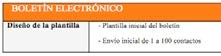 BOLETÍN ELECTRÓNICO
Diseño de la plantilla
- Plantilla inicial del boletín
- Envío inicial de 1 a 100 contactos